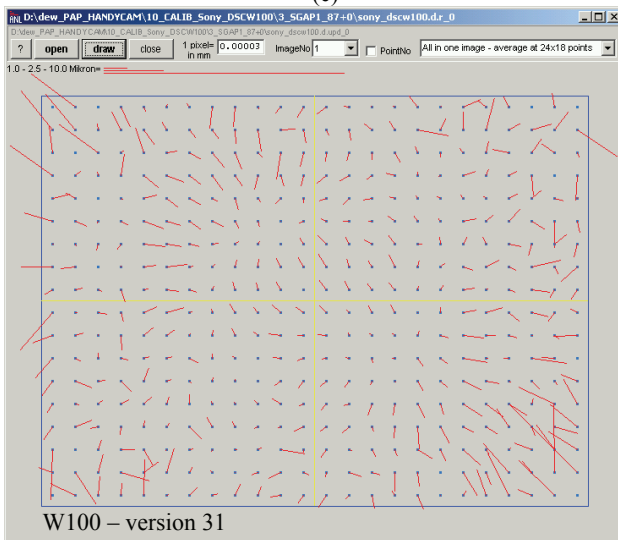 (c)
ANL D:\dew_PAP_HANDYCAM\10_CALIB_Sony_DSCW100\3_SGAP1_87+0\sony_dscw100.d.r_0
D:\dew_PAP_HANDYCAM\10_CALIB_Sony_DSCW100\3_SGAP1_87+0\sony_dscw100.d.upd_0
? open draw close 1 pixel= in mm 0.00003 ImageNo 1 PointNo All in one image - average at 24x18 points
1.0 - 2.5 - 10.0 Mikron=
W100 – version 31